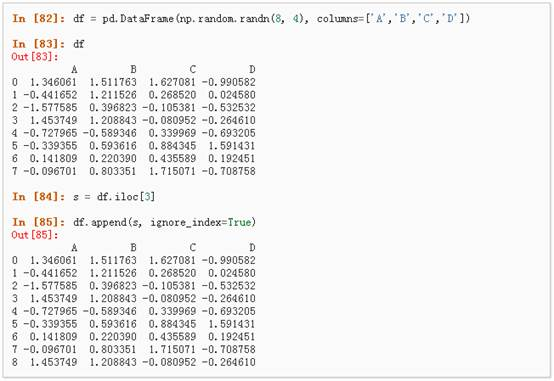 In [82]: df = pd.DataFrame(np.random.randn(8, 4), columns=['A','B','C','D'])
In [83]: df
Out[83]:
A B C D
0 1.346061 1.511763 1.627081 -0.990582
1 -0.441652 1.211526 0.268520 0.024580
2 -1.577585 0.396823 -0.105381 -0.532532
3 1.453749 1.208843 -0.080952 -0.264610
4 -0.727965 -0.589346 0.339969 -0.693205
5 -0.339355 0.593616 0.884345 1.591431
6 0.141809 0.220390 0.435589 0.192451
7 -0.096701 0.803351 1.715071 -0.708758
In [84]: s = df.iloc[3]
In [85]: df.append(s, ignore_index=True)
Out[85]:
A B C D
0 1.346061 1.511763 1.627081 -0.990582
1 -0.441652 1.211526 0.268520 0.024580
2 -1.577585 0.396823 -0.105381 -0.532532
3 1.453749 1.208843 -0.080952 -0.264610
4 -0.727965 -0.589346 0.339969 -0.693205
5 -0.339355 0.593616 0.884345 1.591431
6 0.141809 0.220390 0.435589 0.192451
7 -0.096701 0.803351 1.715071 -0.708758
8 1.453749 1.208843 -0.080952 -0.264610